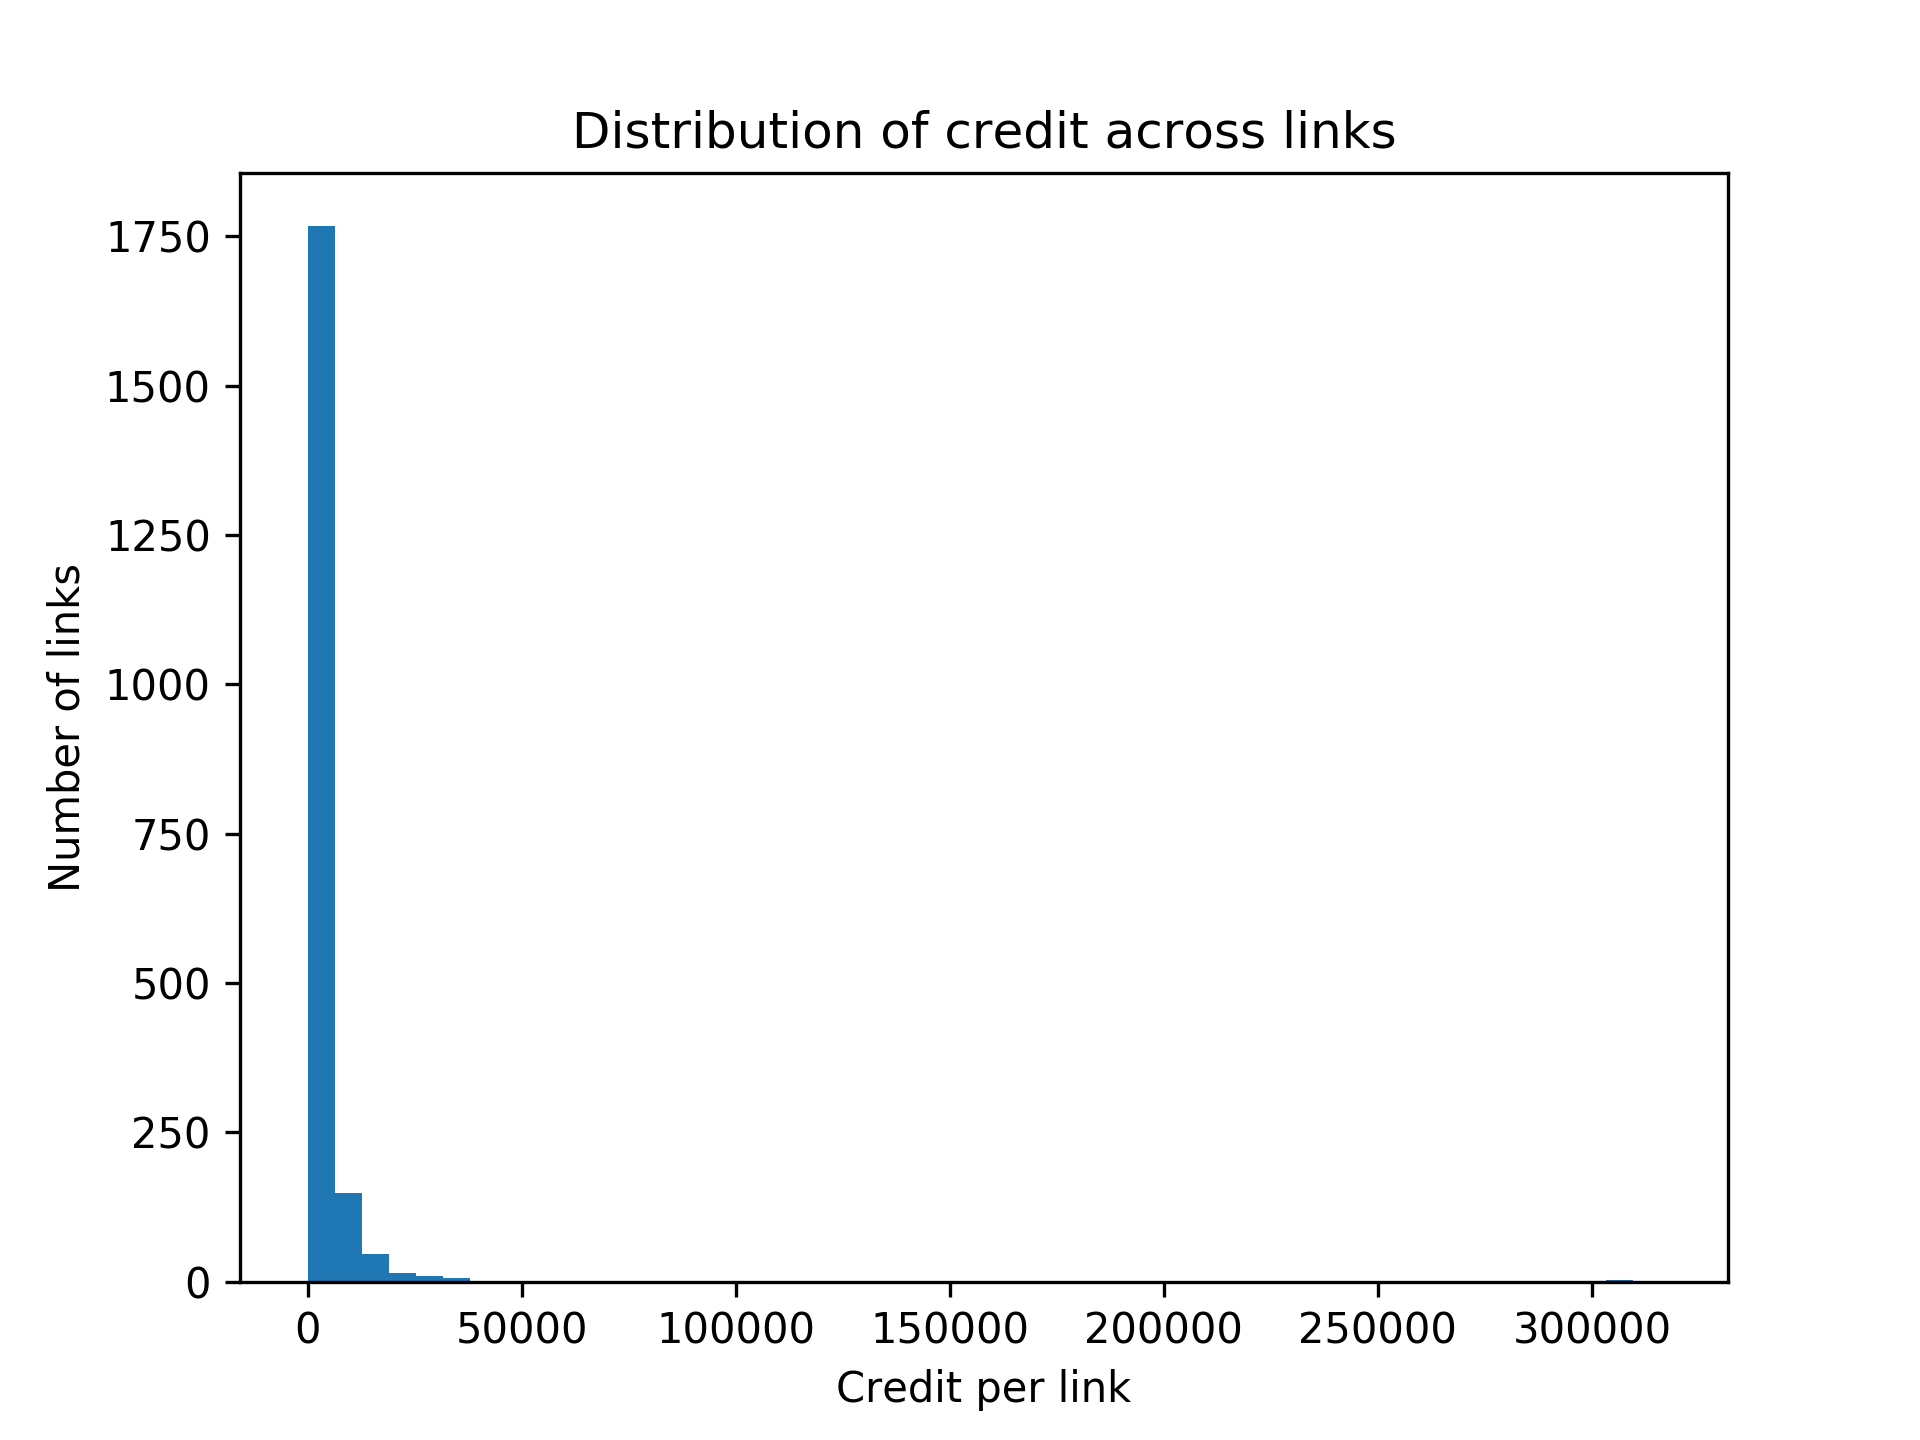 Distribution of credit across links
1750
1500
1250
1000
750
500
250
0
Number of links
0 50000 100000 150000 200000 250000 300000
Credit per link